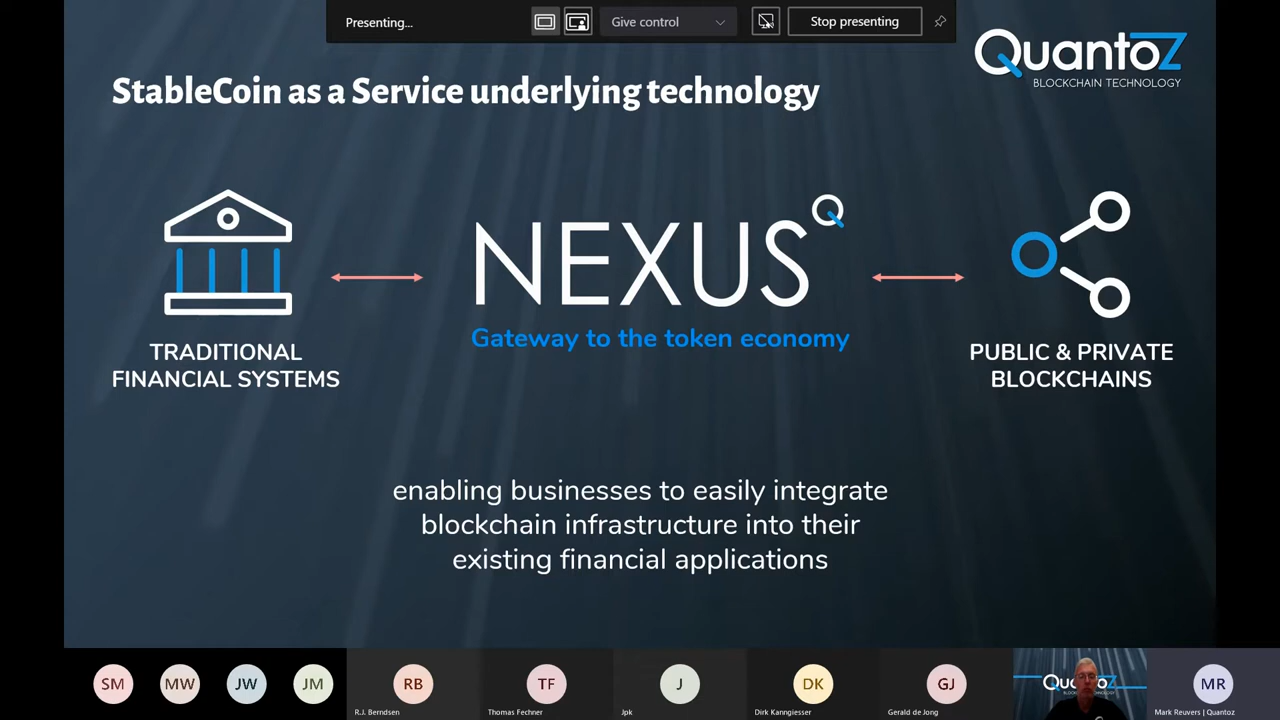 Presenting...
Give control
Stop presenting
QuantoZ
BLOCKCHAIN TECHNOLOGY
StableCoin as a Service underlying technology
NEXUS Q
Gateway to the token economy
TRADITIONAL
FINANCIAL SYSTEMS
PUBLIC & PRIVATE
BLOCKCHAINS
enabling businesses to easily integrate
blockchain infrastructure into their
existing financial applications
SM
MW
JW
JM
RB
R.J. Berndsen
TF
Thomas Fechner
J
Jpk
DK
Dirk Kanngiesser
GJ
Gerald de Jong
MR
Mark Reuvers | Quantoz